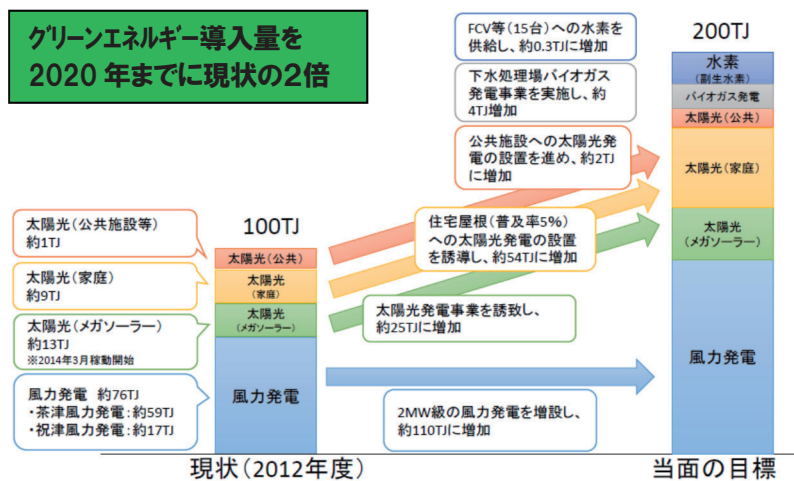 グリーンエネルギー導入量を
2020年までに現状の2倍
FCV等(15台)への水素を
供給し、約0.3TJに増加
下水処理場バイオガス
発電事業を実施し、約
4TJ増加
公共施設への太陽光発
電の設置を進め、約2TJ
に増加
住宅屋根(普及率5%)
への太陽光発電の設置
を誘導し、約54TJに増加
太陽光発電事業を誘致し、
約25TJに増加
2MW級の風力発電を増設し、
約110TJに増加
太陽光(公共施設等)
約1TJ
太陽光(家庭)
約9TJ
太陽光(メガソーラー)
約13TJ
※2014年3月稼動開始
風力発電 約76TJ
・茶津風力発電:約59TJ
・祝津風力発電:約17TJ
100TJ
太陽光(公共)
太陽光
(家庭)
太陽光
(メガソーラー)
風力発電
現状(2012年度)
200TJ
水素
(副生水素)
バイオガス発電
太陽光(公共)
太陽光(家庭)
太陽光
(メガソーラー)
風力発電
当面の目標